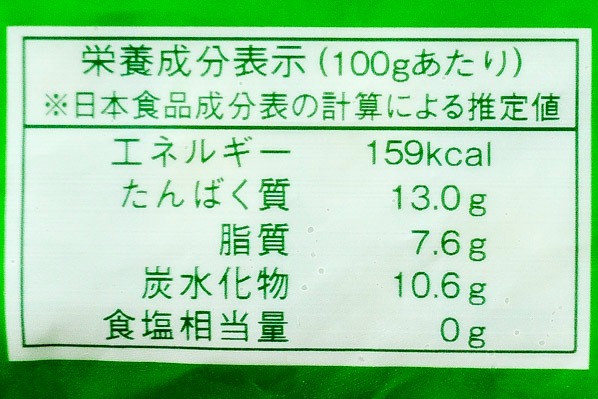 栄養成分表示(100gあたり)
※日本食品成分表の計算による推定値
エネルギー 159kcal
たんぱく質 13.0g
脂質 7.6g
炭水化物 10.6g
食塩相当量 0g